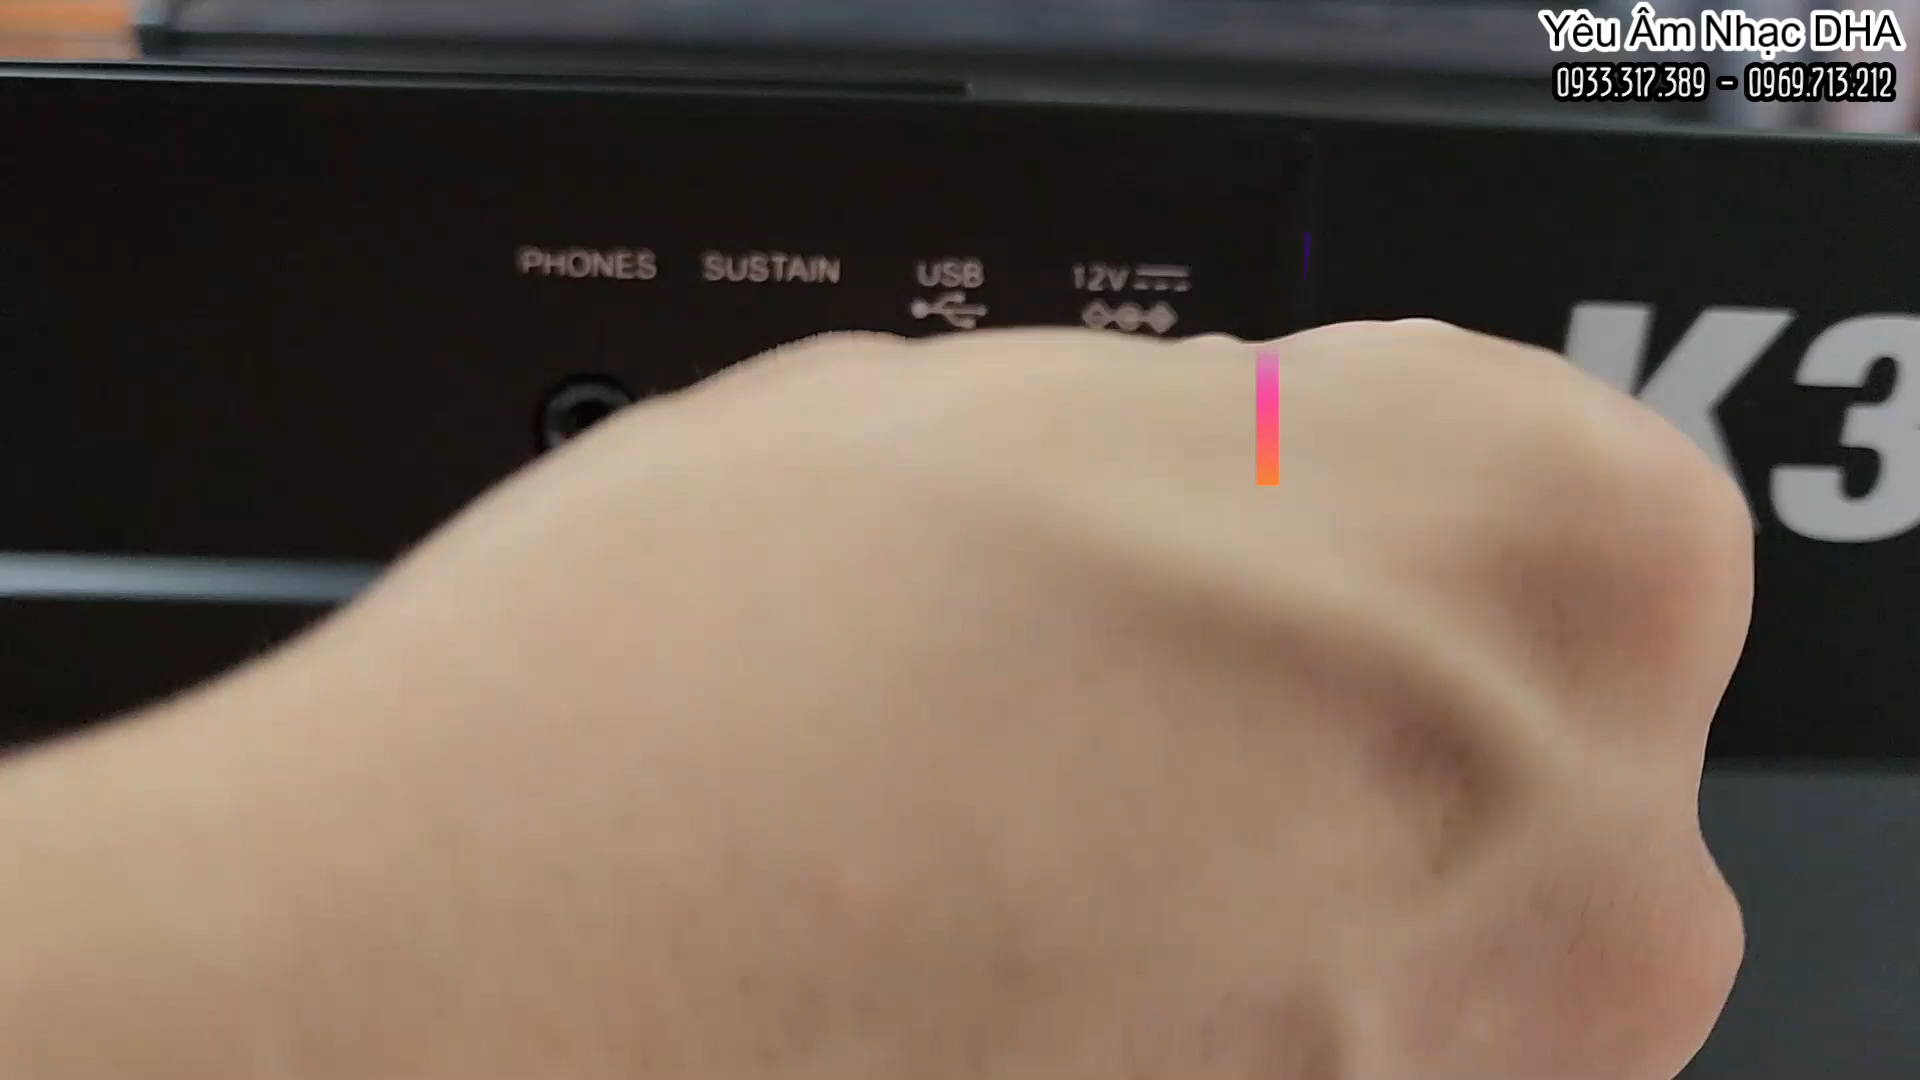 Yêu Âm Nhạc DHA
0933.317.389 - 0969.713.212
PHONES SUSTAIN USB 12V
K3